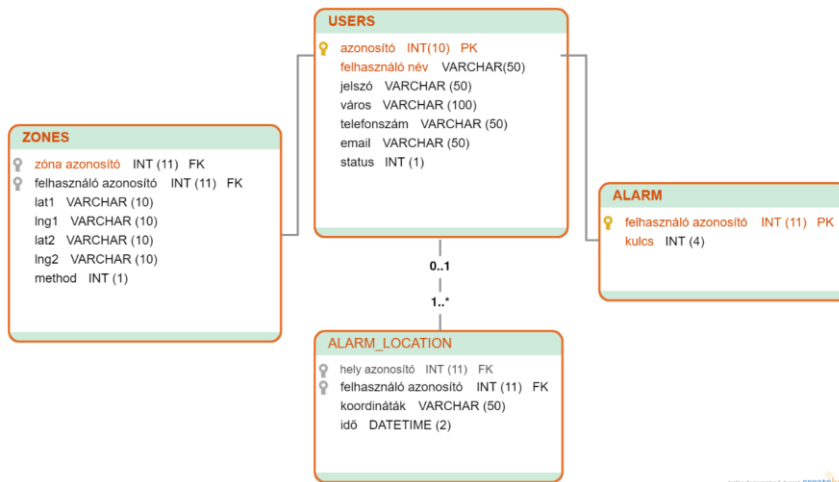 USERS
azonosító INT(10) PK
felhasználó név VARCHAR(50)
jelszó VARCHAR (50)
város VARCHAR (100)
telefonszám VARCHAR (50)
email VARCHAR (50)
status INT (1)
ZONES
zóna azonosító INT (11) FK
felhasználó azonosító INT (11) FK
lat1 VARCHAR (10)
lng1 VARCHAR (10)
lat2 VARCHAR (10)
lng2 VARCHAR (10)
method INT (1)
ALARM
felhasználó azonosító INT (11) PK
kulcs INT (4)
0..1
1..*
ALARM_LOCATION
hely azonosító INT (11) FK
felhasználó azonosító INT (11) FK
koordináták VARCHAR (50)
idő DATETIME (2)